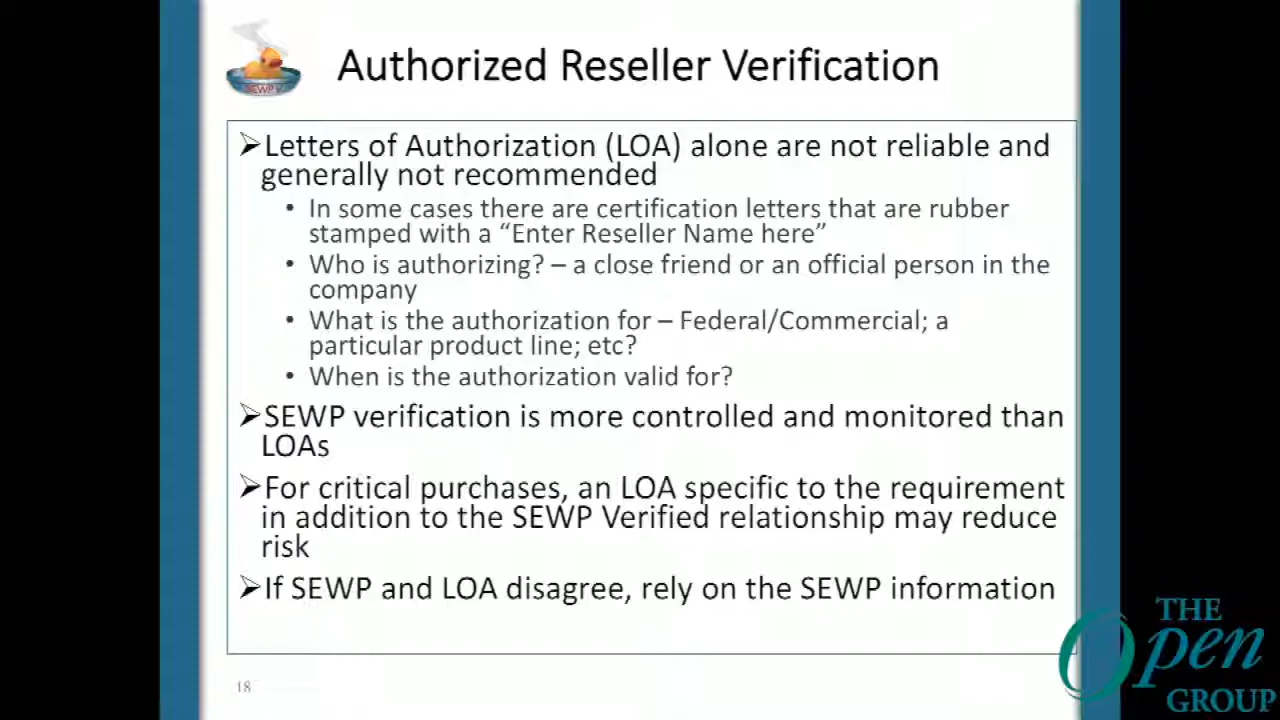 Authorized Reseller Verification
➢Letters of Authorization (LOA) alone are not reliable and
generally not recommended
• In some cases there are certification letters that are rubber
stamped with a “Enter Reseller Name here”
• Who is authorizing? – a close friend or an official person in the
company
• What is the authorization for – Federal/Commercial; a
particular product line; etc?
• When is the authorization valid for?
➢SEWP verification is more controlled and monitored than
LOAs
➢For critical purchases, an LOA specific to the requirement
in addition to the SEWP Verified relationship may reduce
risk
➢If SEWP and LOA disagree, rely on the SEWP information
18
SEWP V
THE
Open
GROUP